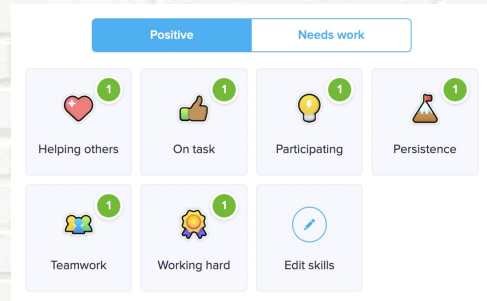 Positive Needs work
1 1 1 1
Helping others On task Participating Persistence
1 1
Teamwork Working hard Edit skills